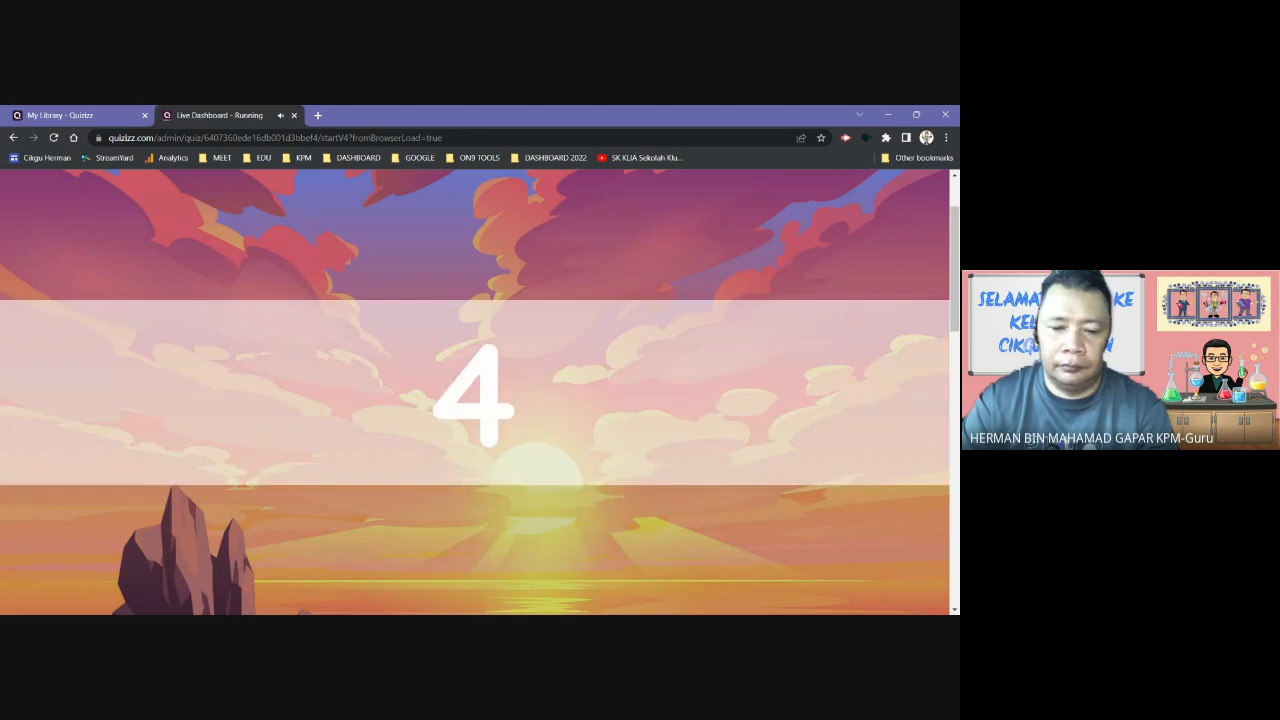 My Library - Quizizz
Live Dashboard - Running
quizizz.com/admin/quiz/6407360ede16db001d3bbef4/startV4?fromBrowserLoad=true
Cikgu Herman StreamYard Analytics MEET EDU KPM DASHBOARD GOOGLE ON9 TOOLS DASHBOARD 2022 SK KLIA Sekolah Klu... Other bookmarks
4
SELAMA KE
KEL
CIKG N
HERMAN BIN MAHAMAD GAPAR KPM-Guru